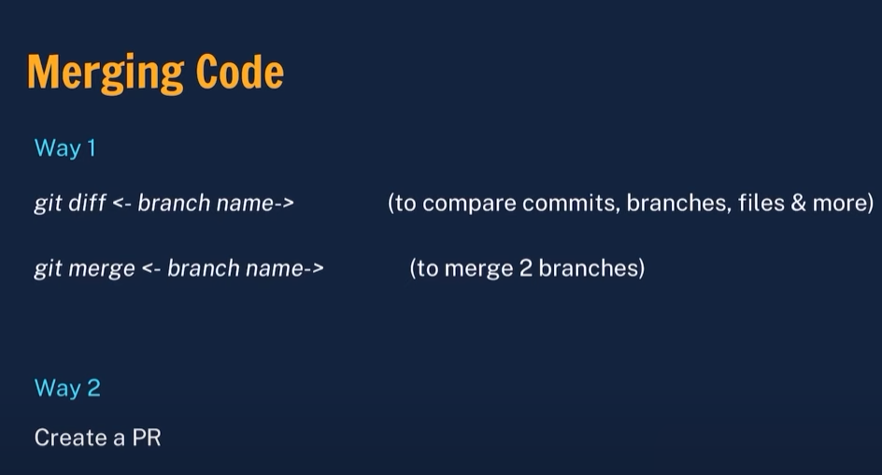 Merging Code
Way 1
git diff <- branch name-> (to compare commits, branches, files & more)
git merge <- branch name-> (to merge 2 branches)
Way 2
Create a PR